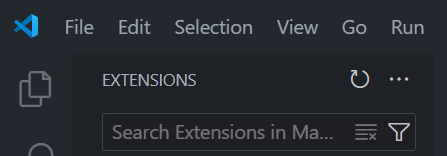 File Edit Selection View Go Run
EXTENSIONS
Search Extensions in Ma...